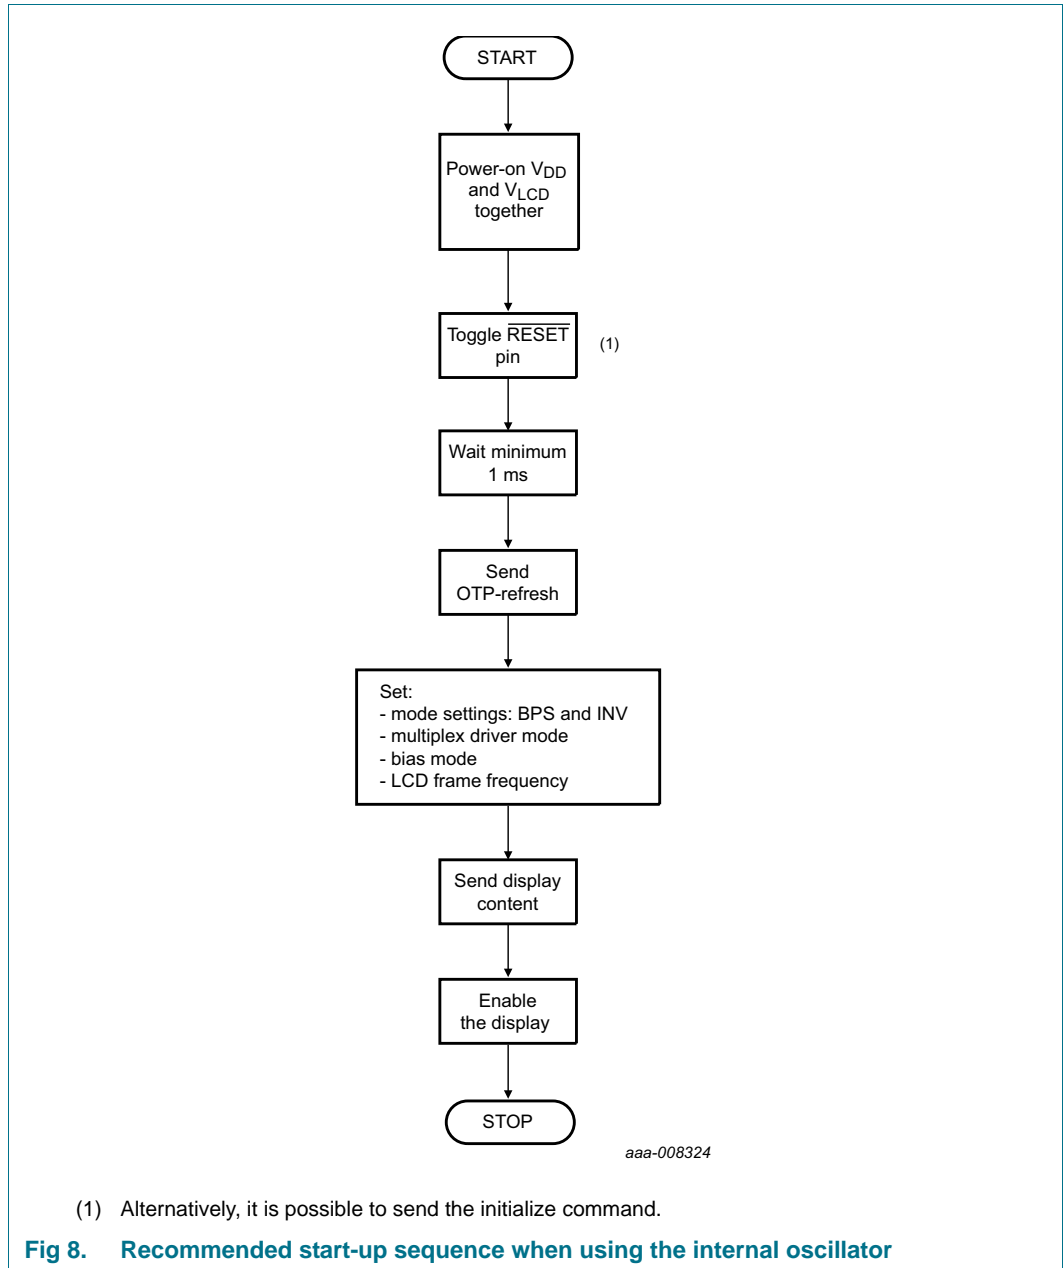 START
Power-on VDD
and VLCD
together
Toggle RESET
pin
(1)
Wait minimum
1 ms
Send
OTP-refresh
Set:
- mode settings: BPS and INV
- multiplex driver mode
- bias mode
- LCD frame frequency
Send display
content
Enable
the display
STOP
aaa-008324
(1) Alternatively, it is possible to send the initialize command.
Fig 8. Recommended start-up sequence when using the internal oscillator